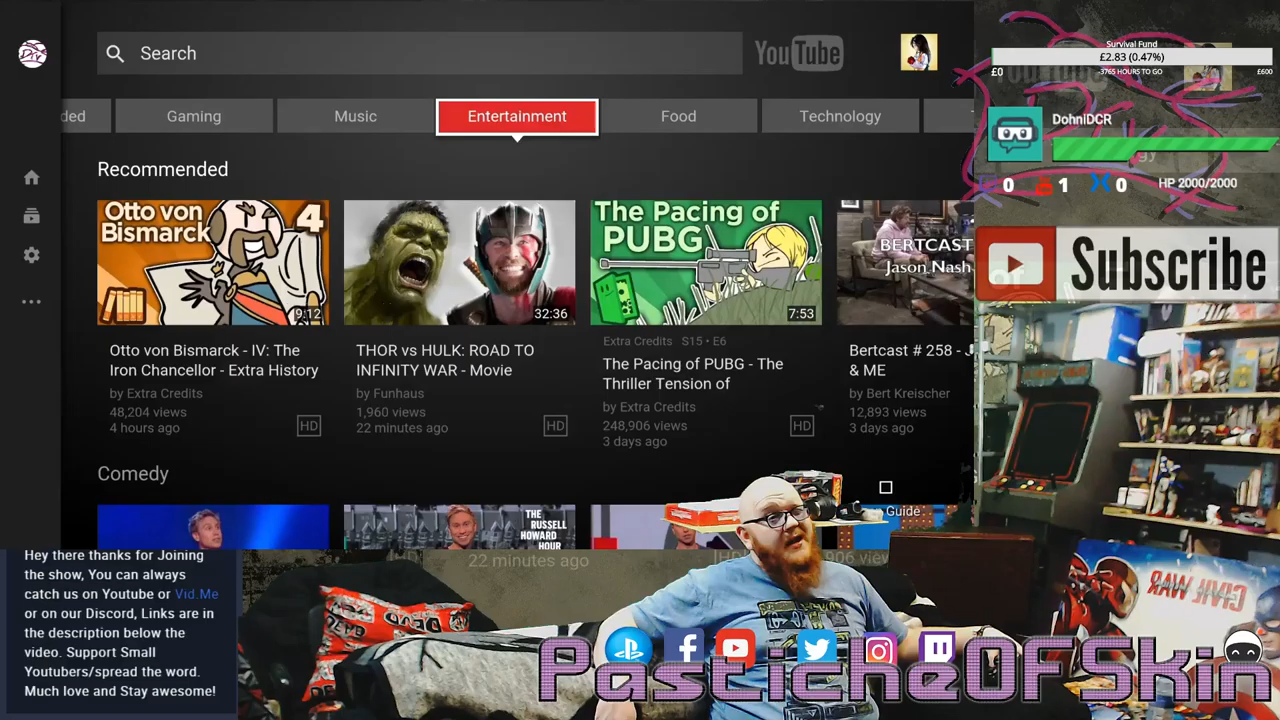 Search
YouTube
ded
Gaming
Music
Entertainment
Food
Technology
Recommended
Otto von
Bismarck
4
9:12
Otto von Bismarck - IV: The
Iron Chancellor - Extra History
by Extra Credits
48,204 views
4 hours ago
HD
32:36
THOR vs HULK: ROAD TO
INFINITY WAR - Movie
by Funhaus
1,960 views
22 minutes ago
HD
The Pacing of
PUBG
7:53
Extra Credits S15 • E6
The Pacing of PUBG - The
Thriller Tension of
by Extra Credits
248,906 views
3 days ago
HD
BERTCAST
Jason Nash
Bertcast # 258 - J
& ME
by Bert Kreischer
12,893 views
3 days ago
Comedy
THE
RUSSELL
HOWARD
HOUR
Guide
22 minutes ago
906 view
Survival Fund
£2.83 (0.47%)
£0
-3765 HOURS TO GO
£600
DohniDCR
gy
0
1
0
HP 2000/2000
Subscribe
of
Hey there thanks for Joining
the show, You can always
catch us on Youtube or Vid.Me
or on our Discord, Links are in
the description below the
video. Support Small
Youtubers/spread the word.
Much love and Stay awesome!
DEAD
CIVIL WAR
PasticheOFSkin